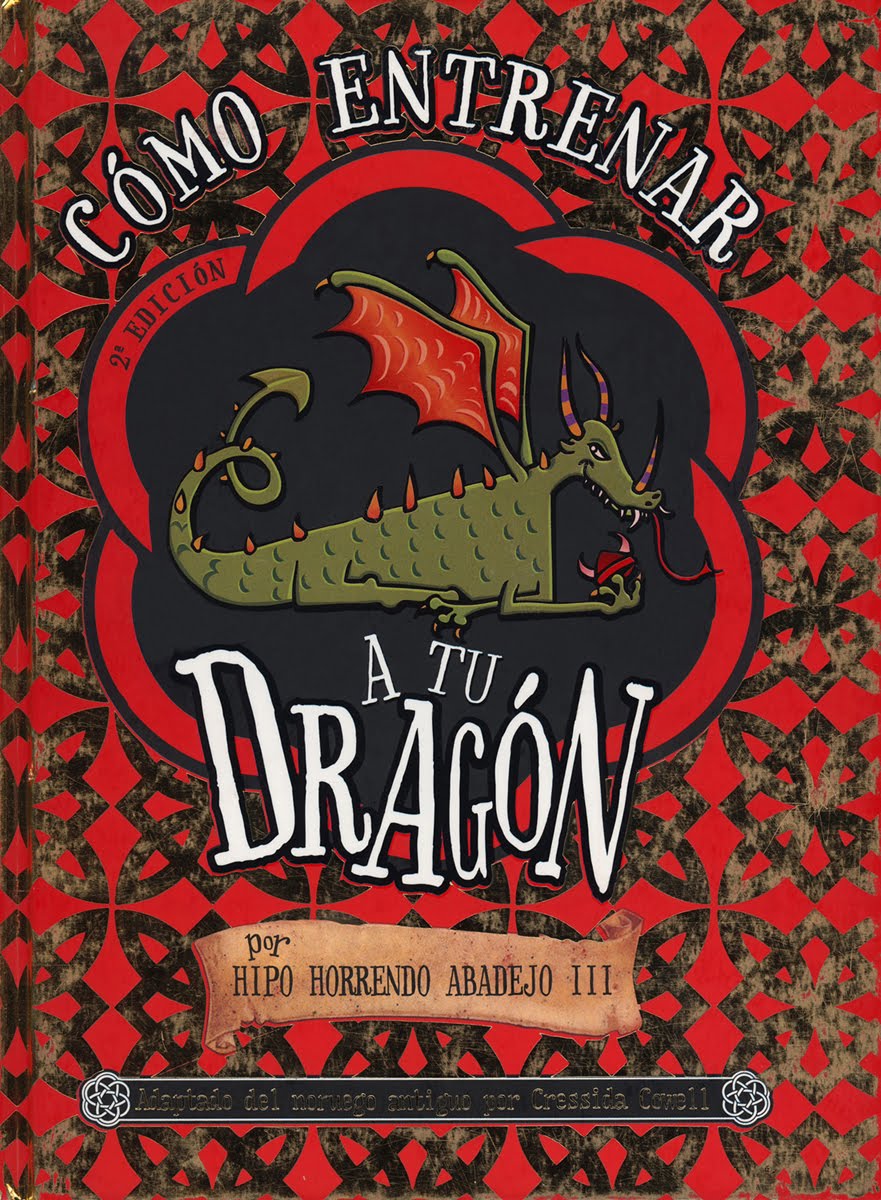 CÓMO ENTRENAR
2ª EDICIÓN
A TU
DRAGÓN
por
HIPO HORRENDO ABADEJO III
Adaptado del noruego antiguo por Cressida Cowell